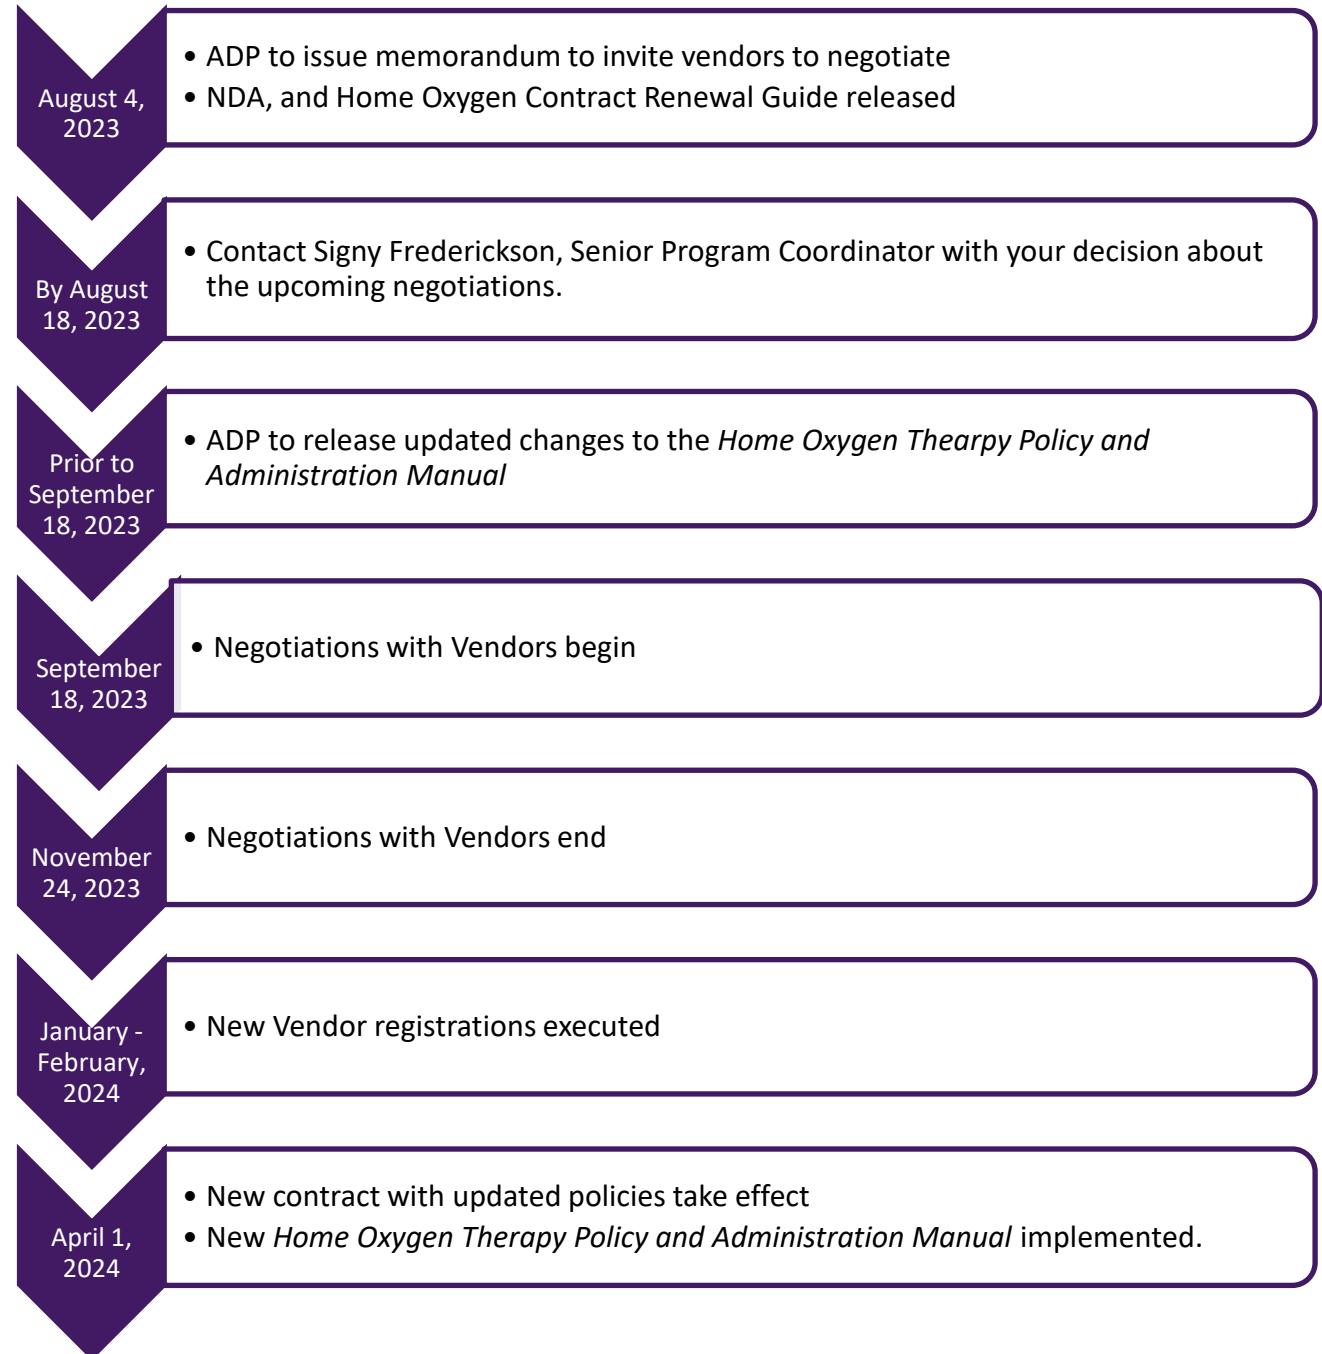 August 4,
2023
• ADP to issue memorandum to invite vendors to negotiate
• NDA, and Home Oxygen Contract Renewal Guide released
By August
18, 2023
• Contact Signy Frederickson, Senior Program Coordinator with your decision about
the upcoming negotiations.
Prior to
September
18, 2023
• ADP to release updated changes to the Home Oxygen Thearpy Policy and
Administration Manual
September
18, 2023
• Negotiations with Vendors begin
November
24, 2023
• Negotiations with Vendors end
January -
February,
2024
• New Vendor registrations executed
April 1,
2024
• New contract with updated policies take effect
• New Home Oxygen Therapy Policy and Administration Manual implemented.